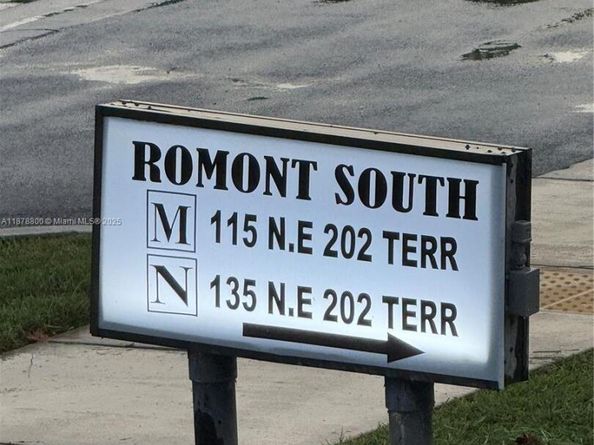 ROMONT SOUTH
M 115 N.E 202 TERR
N 135 N.E 202 TERR
A11878800 © Miami MLS® 2025